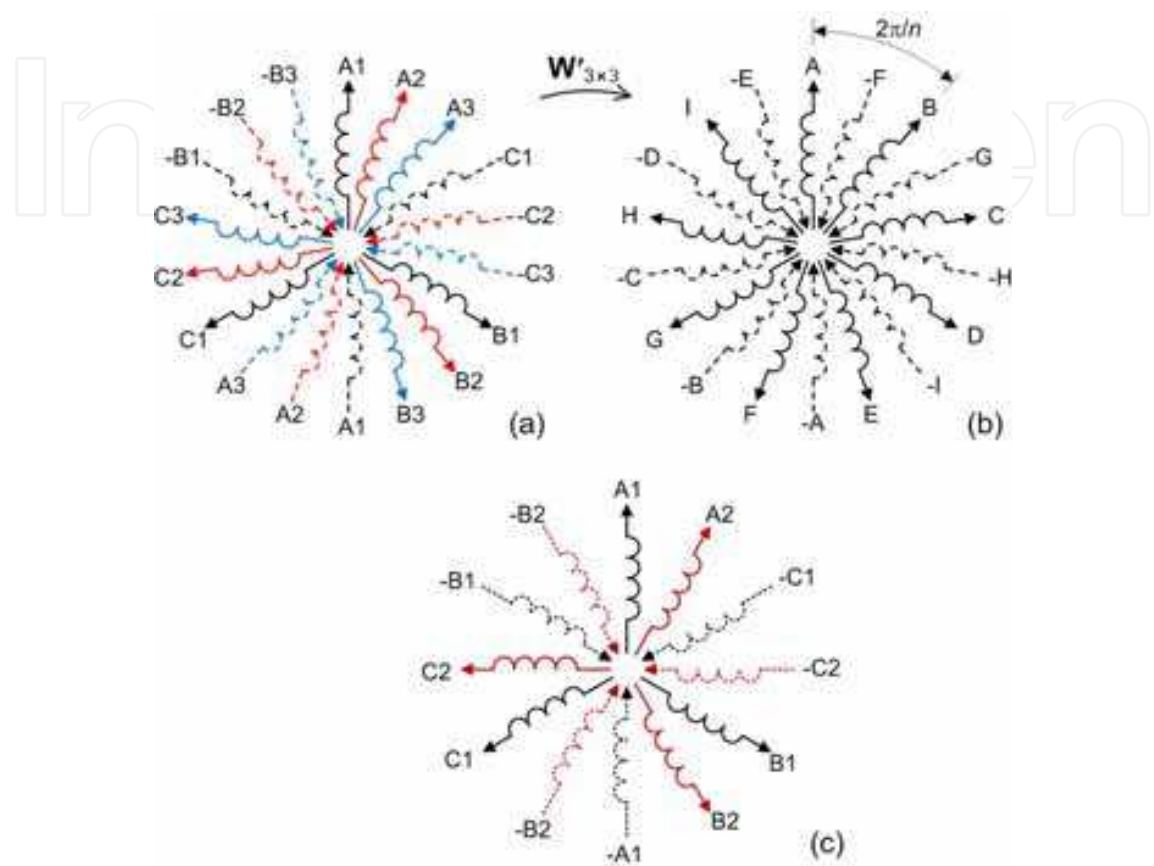 -B3 A1 A2 A3
-B2
-B1 -C1
C3 C2
C2 C3
C1 B1
A3 B2
A2 A1 B3
(a)
W'3×3
2π/n
-E A -F
I B
-D -G
H C
-C -H
G D
-B -I
F -A E
(b)
-B2 A1 A2
-B1 -C1
C2 -C2
C1 B1
-B2 -A1 B2
(c)